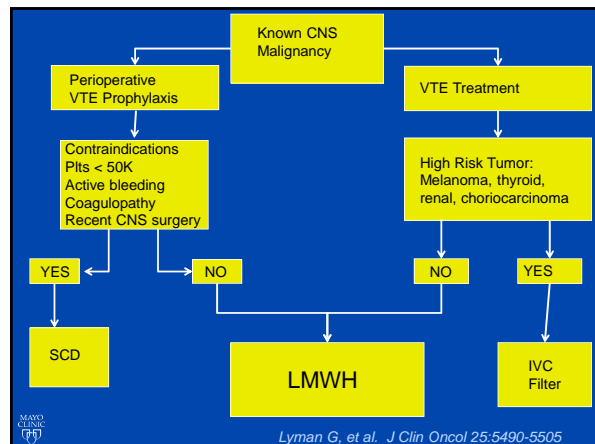 Known CNS
Malignancy
Perioperative
VTE Prophylaxis
VTE Treatment
Contraindications
Plts < 50K
Active bleeding
Coagulopathy
Recent CNS surgery
High Risk Tumor:
Melanoma, thyroid,
renal, choriocarcinoma
YES
NO
NO
YES
SCD
LMWH
IVC
Filter
MAYO
CLINIC
Lyman G, et al. J Clin Oncol 25:5490-5505